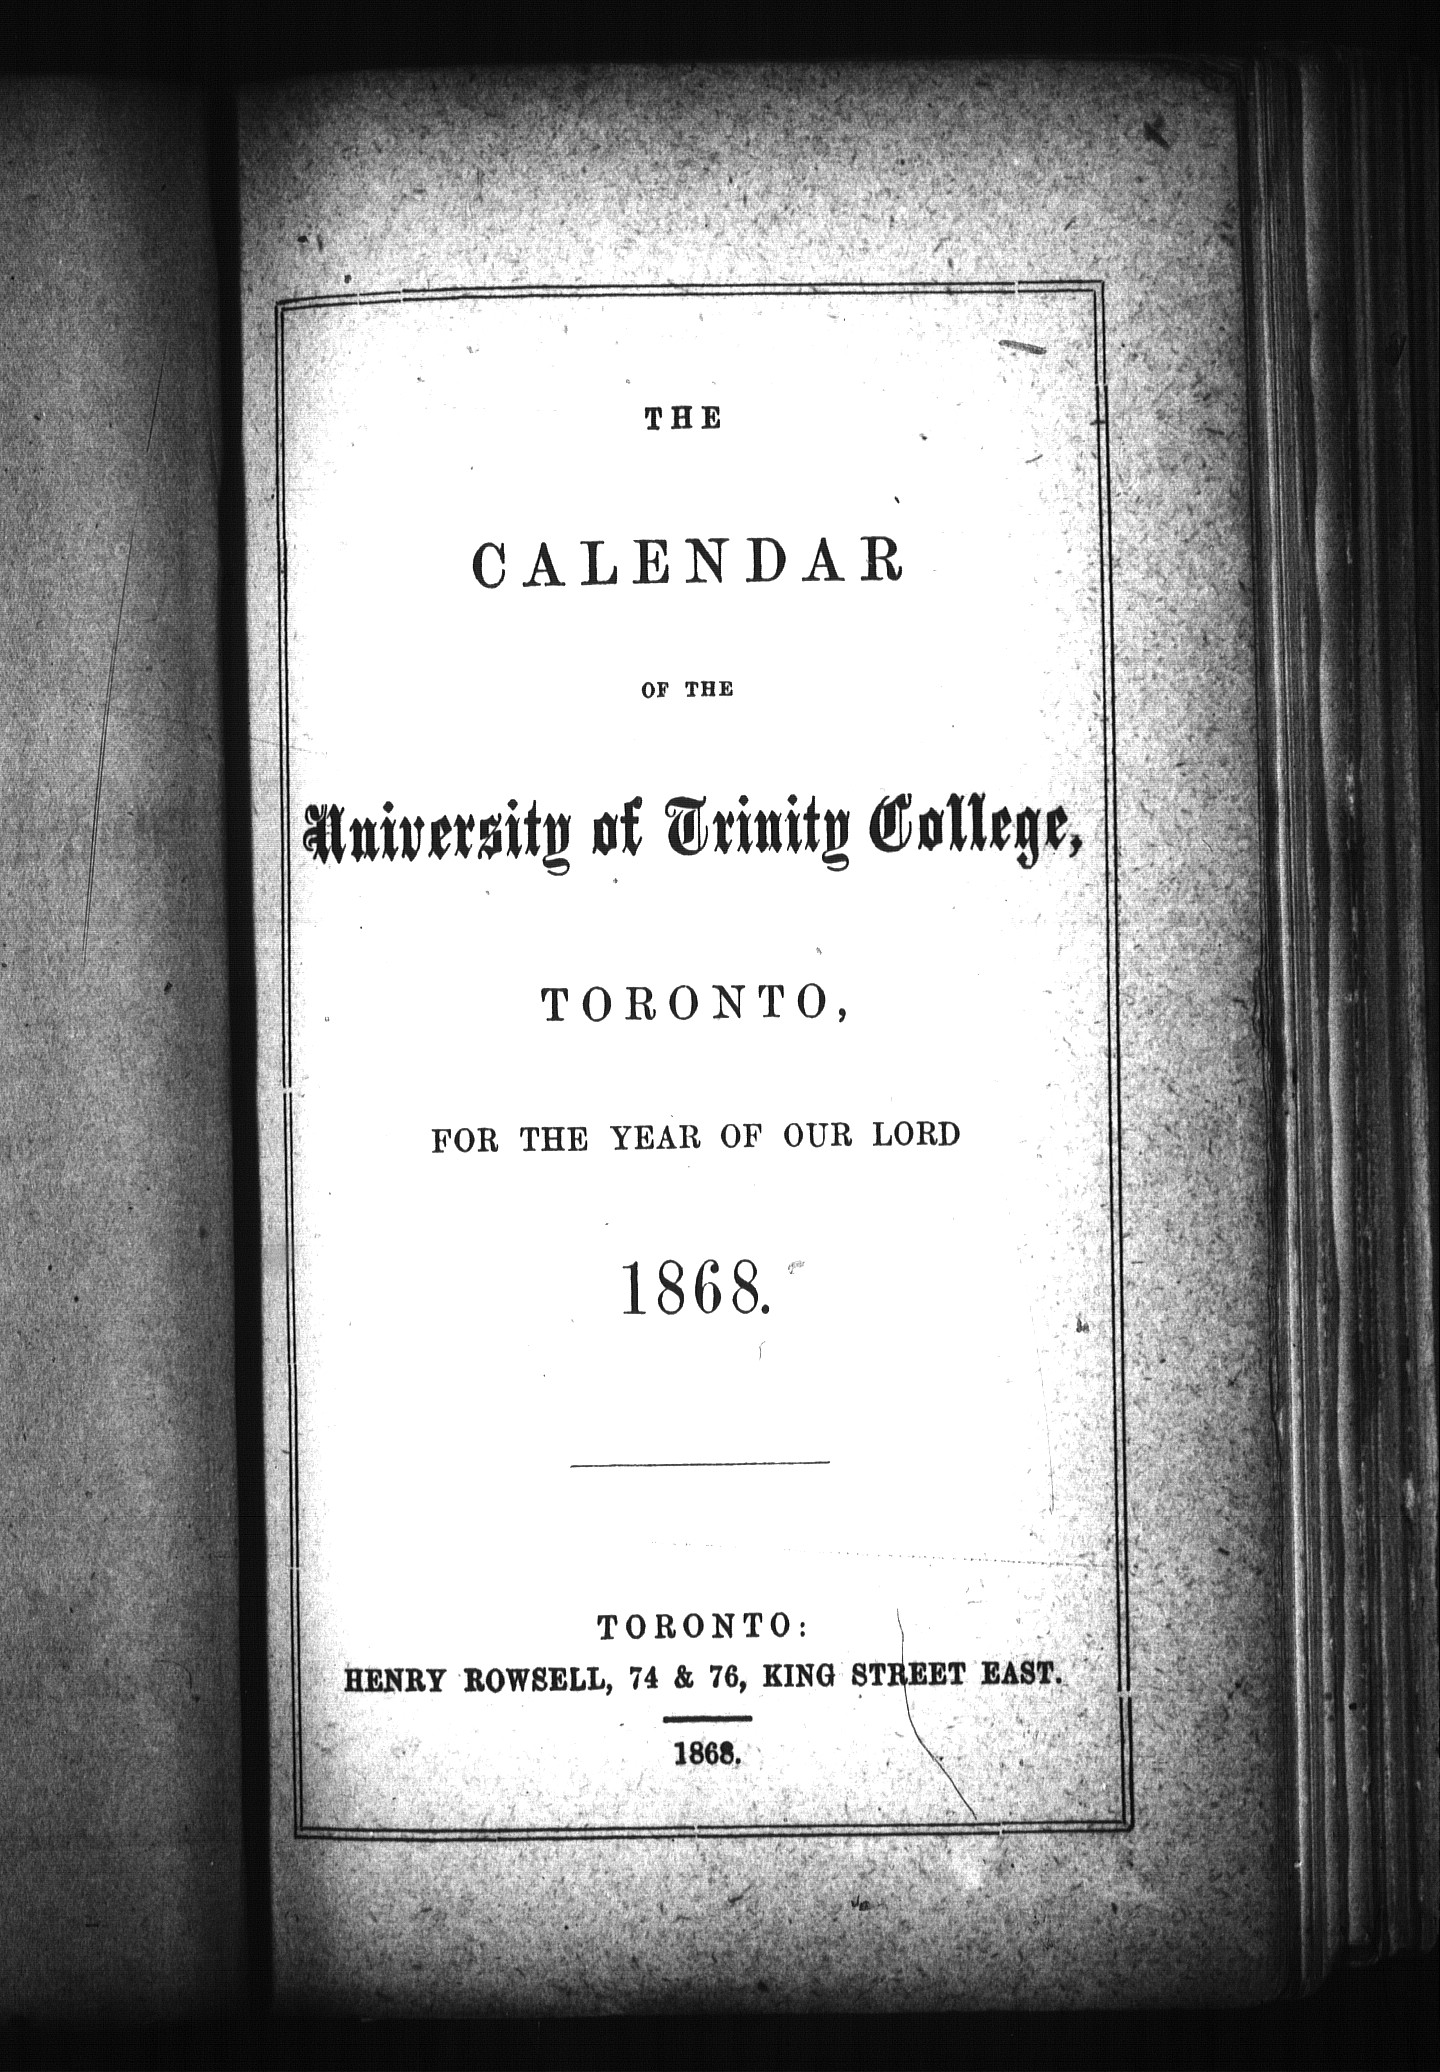 THE
CALENDAR
OF THE
University of Trinity College,
TORONTO,
FOR THE YEAR OF OUR LORD
1868.
TORONTO:
HENRY ROWSELL, 74 & 76, KING STREET EAST.
1868.